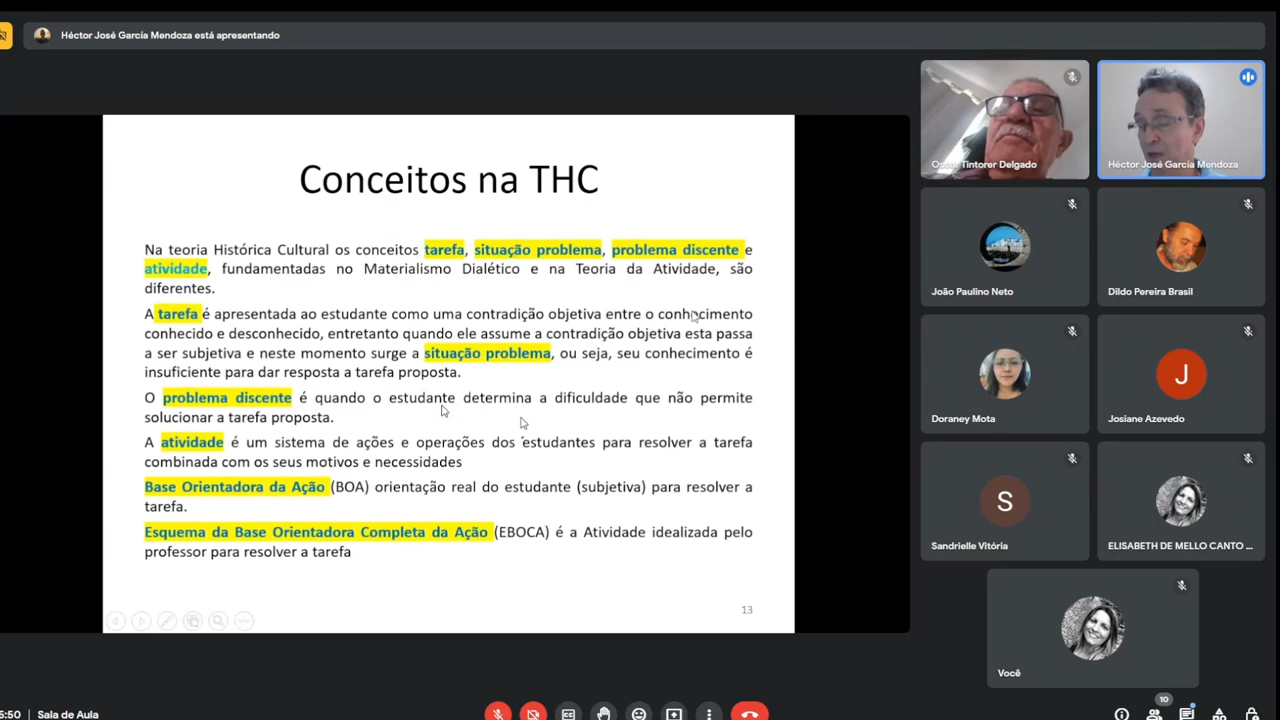 Héctor José García Mendoza está apresentando
Conceitos na THC
Na teoria Histórica Cultural os conceitos tarefa, situação problema, problema discente e
atividade, fundamentadas no Materialismo Dialético e na Teoria da Atividade, são
diferentes.
A tarefa é apresentada ao estudante como uma contradição objetiva entre o conhecimento
conhecido e desconhecido, entretanto quando ele assume a contradição objetiva esta passa
a ser subjetiva e neste momento surge a situação problema, ou seja, seu conhecimento é
insuficiente para dar resposta a tarefa proposta.
O problema discente é quando o estudante determina a dificuldade que não permite
solucionar a tarefa proposta.
A atividade é um sistema de ações e operações dos estudantes para resolver a tarefa
combinada com os seus motivos e necessidades
Base Orientadora da Ação (BOA) orientação real do estudante (subjetiva) para resolver a
tarefa.
Esquema da Base Orientadora Completa da Ação (EBOCA) é a Atividade idealizada pelo
professor para resolver a tarefa
13
Oscar Tintorer Delgado
Héctor José García Mendoza
João Paulino Neto
Dildo Pereira Brasil
Doraney Mota
J
Josiane Azevedo
S
Sandrielle Vitória
ELISABETH DE MELLO CANTO ...
Você
5:50 | Sala de Aula
10